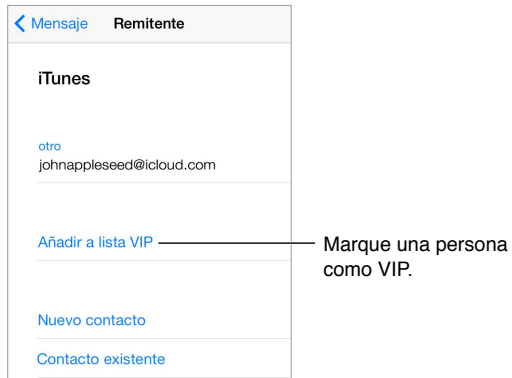 Mensaje Remitente
iTunes
otro
johnappleseed@icloud.com
Añadir a lista VIP
Marque una persona
como VIP.
Nuevo contacto
Contacto existente